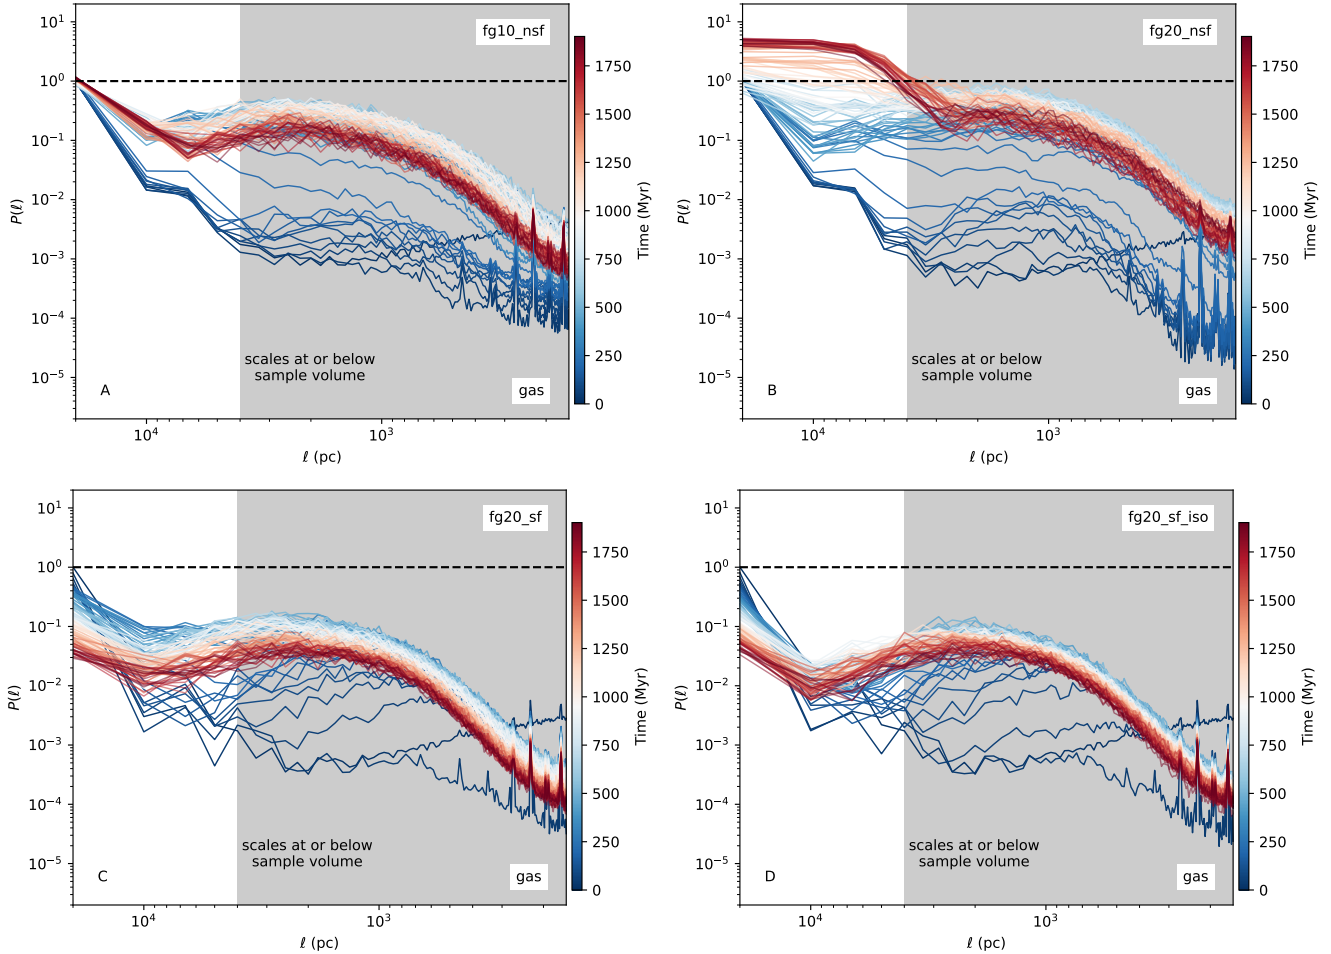 10¹
10⁰
10⁻¹
10⁻²
10⁻³
10⁻⁴
10⁻⁵
P(ℓ)
fg10_nsf
scales at or below
sample volume
A
gas
10⁴
10³
ℓ (pc)
1750
1500
1250
1000
750
500
250
0
Time (Myr)
10¹
10⁰
10⁻¹
10⁻²
10⁻³
10⁻⁴
10⁻⁵
P(ℓ)
fg20_nsf
scales at or below
sample volume
B
gas
10⁴
10³
ℓ (pc)
1750
1500
1250
1000
750
500
250
0
Time (Myr)
10¹
10⁰
10⁻¹
10⁻²
10⁻³
10⁻⁴
10⁻⁵
P(ℓ)
fg20_sf
scales at or below
sample volume
C
gas
10⁴
10³
ℓ (pc)
1750
1500
1250
1000
750
500
250
0
Time (Myr)
10¹
10⁰
10⁻¹
10⁻²
10⁻³
10⁻⁴
10⁻⁵
P(ℓ)
fg20_sf_iso
scales at or below
sample volume
D
gas
10⁴
10³
ℓ (pc)
1750
1500
1250
1000
750
500
250
0
Time (Myr)